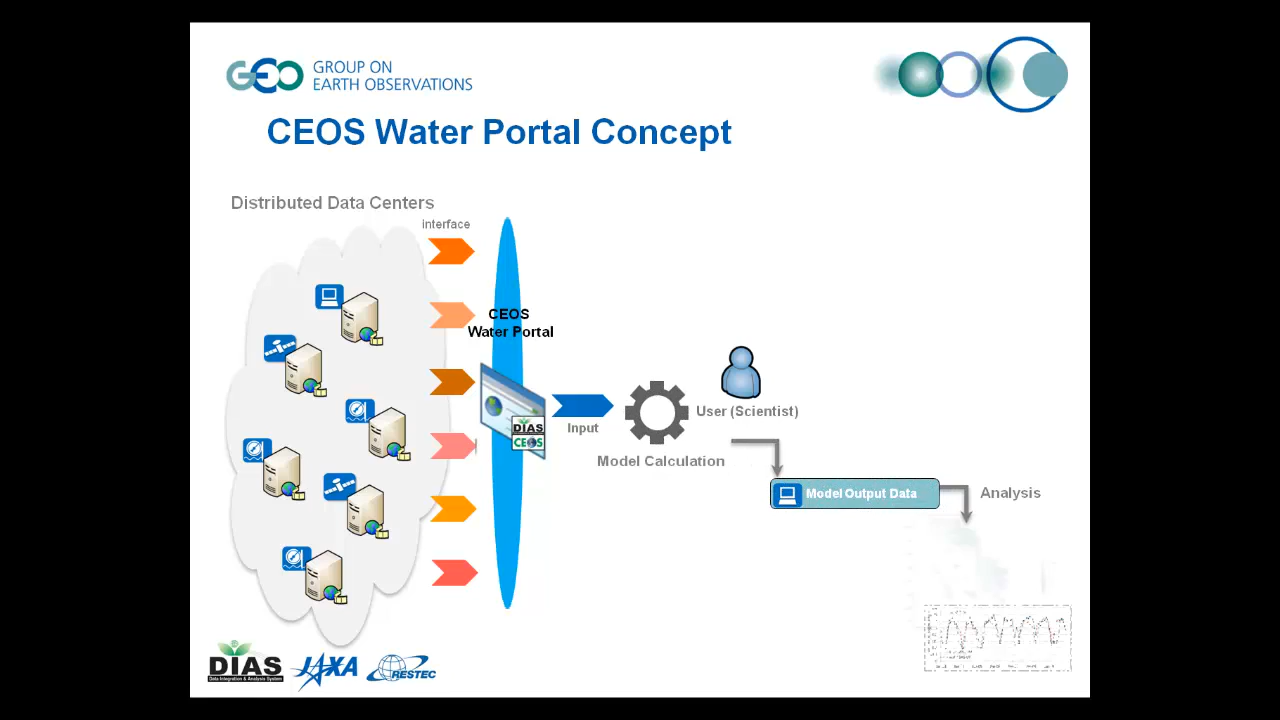 GEO
GROUP ON
EARTH OBSERVATIONS
CEOS Water Portal Concept
Distributed Data Centers
interface
CEOS
Water Portal
DIAS
CEOS
Input
User (Scientist)
Model Calculation
Model Output Data
Analysis
DIAS
Data Integration & Analysis System
JAXA
RESTEC